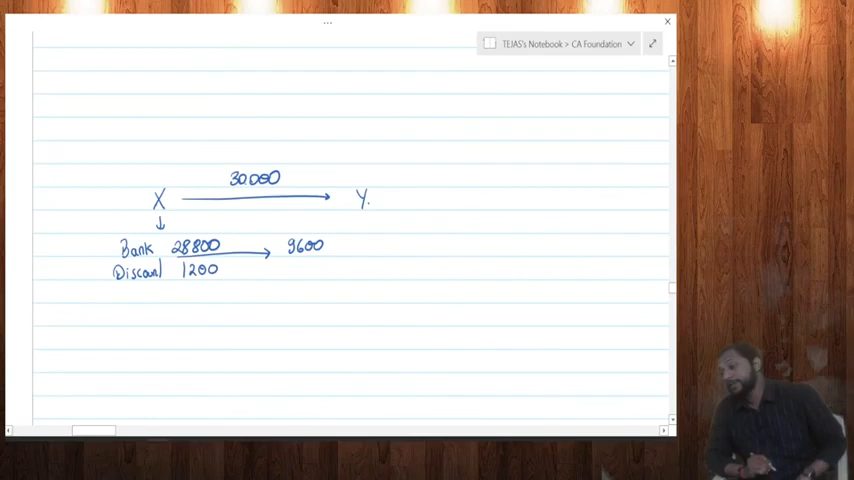 TEJAS's Notebook > CA Foundation
30000
X Y.
Bank 28800 9600
Discount 1200